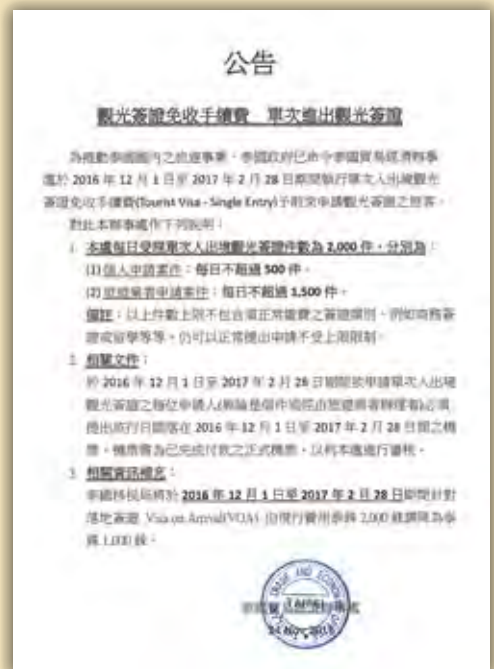 公告
觀光簽證免收手續費 單次進出觀光簽證
為推動泰國國內之旅遊事業，泰國政府已命令泰國貿易經濟辦事
處於 2016 年 12 月 1 日至 2017 年 2 月 28 日期間執行單次入出境觀光
簽證免收手續費(Tourist Visa - Single Entry)予前來申請觀光簽證之旅客。
對此本辦事處作下列說明：
1. 本處每日受理單次入出境觀光簽證件數為 2,000 件，分別為：
(1) 個人申請案件：每日不超過 500 件。
(2) 旅遊業者申請案件：每日不超過 1,500 件。
備註：以上件數上限不包含須正常繳費之簽證類別，例如商務簽
證或留學等等，仍可以正常提出申請不受上限限制。
2. 相關文件：
於 2016 年 12 月 1 日至 2017 年 2 月 28 日期間欲申請單次入出境
觀光簽證之每位申請人(無論是個件或經由旅遊業者辦理者)必須
提出旅行日期落在 2016 年 12 月 1 日至 2017 年 2 月 28 日間之機
票，機票需為已完成付款之正式機票，以利本處進行審核。
3. 相關資訊補充：
泰國移民局將於 2016 年 12 月 1 日至 2017 年 2 月 28 日期間針對
落地簽證 Visa on Arrival(VOA) 由現行費用泰銖 2,000 銖調降為泰
銖 1,000 銖。
TRADE AND ECONO
TAIPEI
NOV 2016